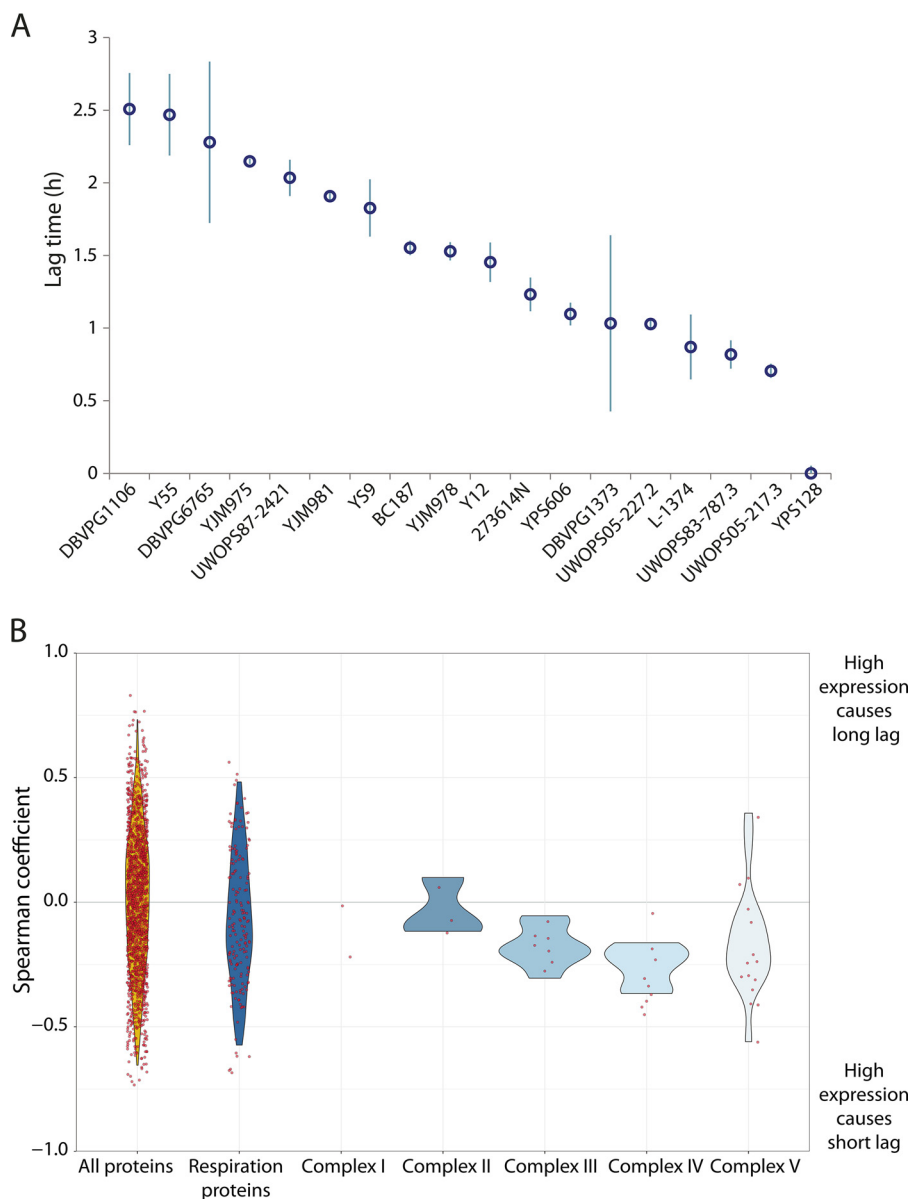 A
3
2.5
2
1.5
1
0.5
0
Lag time (h)
DBVPG1106
Y55
DBVPG6765
YJM975
UWOPS87-2421
YJM981
YS9
BC187
YJM978
Y12
273614N
YPS606
DBVPG1373
UWOPS05-227.2
L-1374
UWOPS83-787.3
UWOPS05-217.3
YPS128
B
1.0
0.5
0.0
−0.5
−1.0
Spearman coefficient
High
expression
causes
long lag
High
expression
causes
short lag
All proteins
Respiration
proteins
Complex I
Complex II
Complex III
Complex IV
Complex V